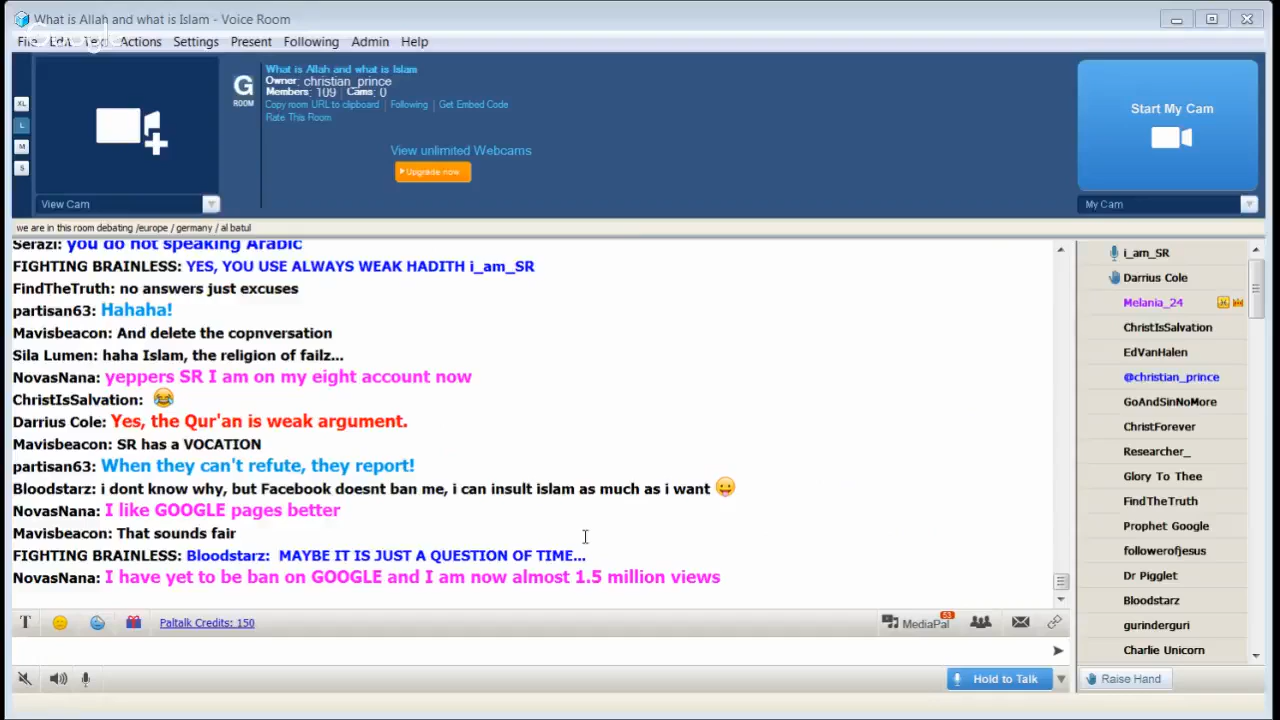 What is Allah and what is Islam - Voice Room
Google
File Edit Text Actions Settings Present Following Admin Help
XL
L
M
S
View Cam
G
ROOM
What is Allah and what is Islam
Owner: christian_prince
Members: 109 | Cams: 0
Copy room URL to clipboard | Following | Get Embed Code
Rate This Room
View unlimited Webcams
Upgrade now
Start My Cam
My Cam
we are in this room debating /europe / germany / al batul
Serazi: you do not speaking Arabic
FIGHTING BRAINLESS: YES, YOU USE ALWAYS WEAK HADITH i_am_SR
FindTheTruth: no answers just excuses
partisan63: Hahaha!
Mavisbeacon: And delete the copnversation
Sila Lumen: haha Islam, the religion of failz...
NovasNana: yeppers SR I am on my eight account now
ChristIsSalvation:
Darrius Cole: Yes, the Qur'an is weak argument.
Mavisbeacon: SR has a VOCATION
partisan63: When they can't refute, they report!
Bloodstarz: i dont know why, but Facebook doesnt ban me, i can insult islam as much as i want
NovasNana: I like GOOGLE pages better
Mavisbeacon: That sounds fair
FIGHTING BRAINLESS: Bloodstarz: MAYBE IT IS JUST A QUESTION OF TIME...
NovasNana: I have yet to be ban on GOOGLE and I am now almost 1.5 million views
i_am_SR
Darrius Cole
Melania_24
ChristIsSalvation
EdVanHalen
@christian_prince
GoAndSinNoMore
ChristForever
Researcher_
Glory To Thee
FindTheTruth
Prophet Google
followerofjesus
Dr Pigglet
Bloodstarz
gurinderguri
Charlie Unicorn
T
Paltalk Credits: 150
MediaPal
53
Hold to Talk
Raise Hand